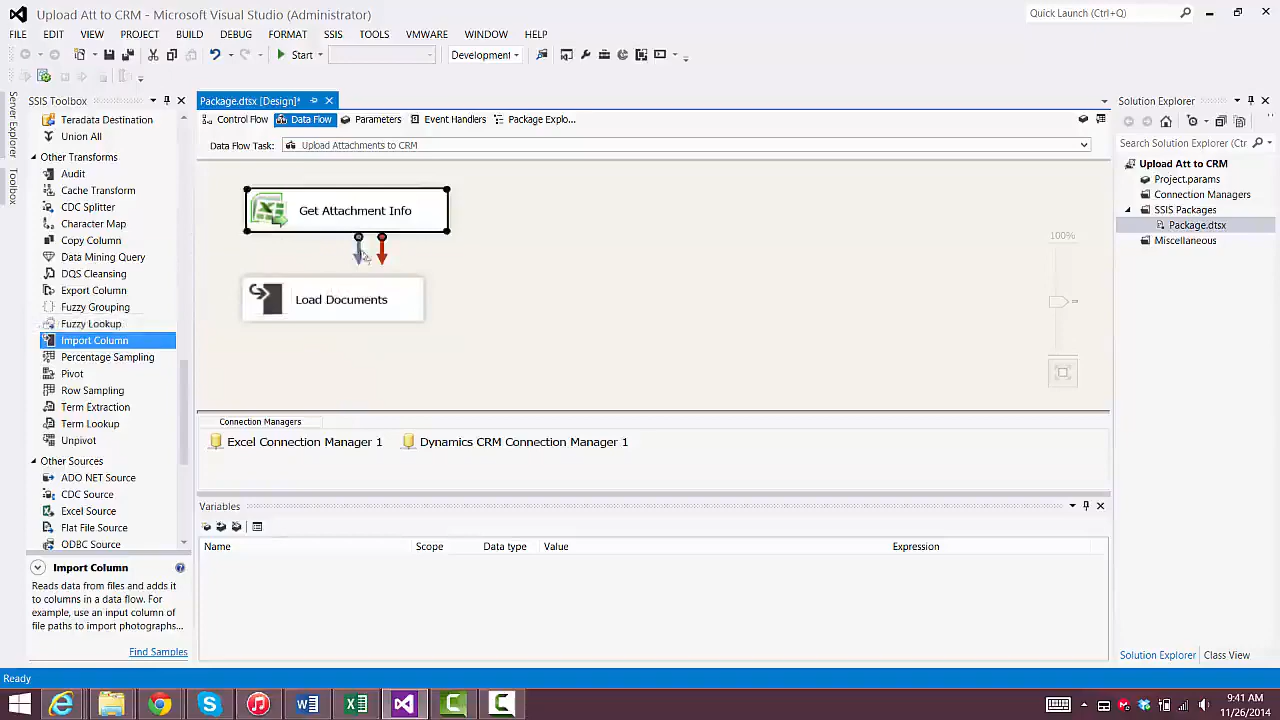 Upload Att to CRM - Microsoft Visual Studio (Administrator)
Quick Launch (Ctrl+Q)
FILE EDIT VIEW PROJECT BUILD DEBUG FORMAT SSIS TOOLS VMWARE WINDOW HELP
Start
Development
Server Explorer
Toolbox
SSIS Toolbox
Teradata Destination
Union All
Other Transforms
Audit
Cache Transform
CDC Splitter
Character Map
Copy Column
Data Mining Query
DQS Cleansing
Export Column
Fuzzy Grouping
Fuzzy Lookup
Import Column
Percentage Sampling
Pivot
Row Sampling
Term Extraction
Term Lookup
Unpivot
Other Sources
ADO NET Source
CDC Source
Excel Source
Flat File Source
ODBC Source
Import Column
Reads data from files and adds it
to columns in a data flow. For
example, use an input column of
file paths to import photographs...
Find Samples
Package.dtsx [Design]*
Control Flow
Data Flow
Parameters
Event Handlers
Package Explo...
Data Flow Task:
Upload Attachments to CRM
Get Attachment Info
Load Documents
100%
Connection Managers
Excel Connection Manager 1
Dynamics CRM Connection Manager 1
Variables
Name Scope Data type Value Expression
Solution Explorer
Search Solution Explorer (Ctrl
Upload Att to CRM
Project.params
Connection Managers
SSIS Packages
Package.dtsx
Miscellaneous
Solution Explorer Class View
Ready
9:41 AM
11/26/2014